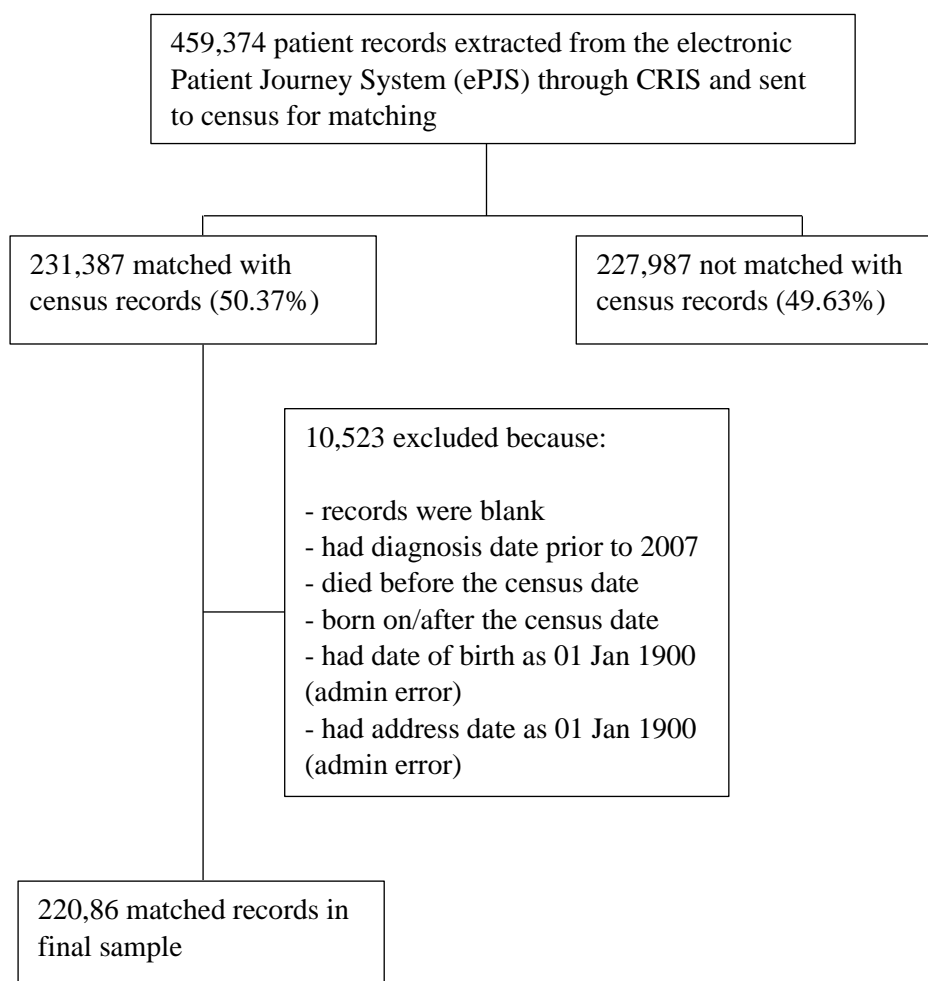 459,374 patient records extracted from the electronic
Patient Journey System (ePJS) through CRIS and sent
to census for matching
231,387 matched with
census records (50.37%)
227,987 not matched with
census records (49.63%)
10,523 excluded because:
- records were blank
- had diagnosis date prior to 2007
- died before the census date
- born on/after the census date
- had date of birth as 01 Jan 1900
(admin error)
- had address date as 01 Jan 1900
(admin error)
220,86 matched records in
final sample